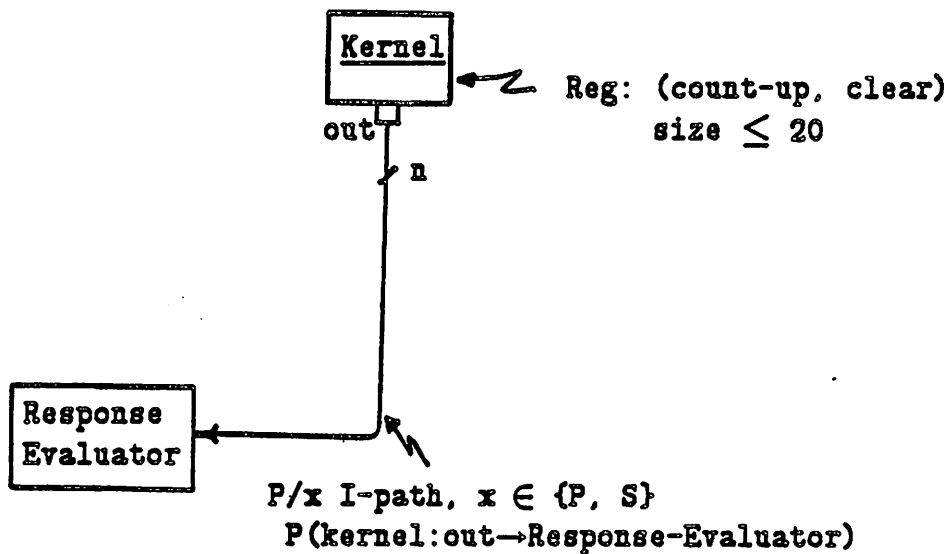 Kernel
Reg: (count-up, clear)
size ≤ 20
out
n
Response
Evaluator
P/x I-path, x ∈ {P, S}
P(kernel:out→Response-Evaluator)